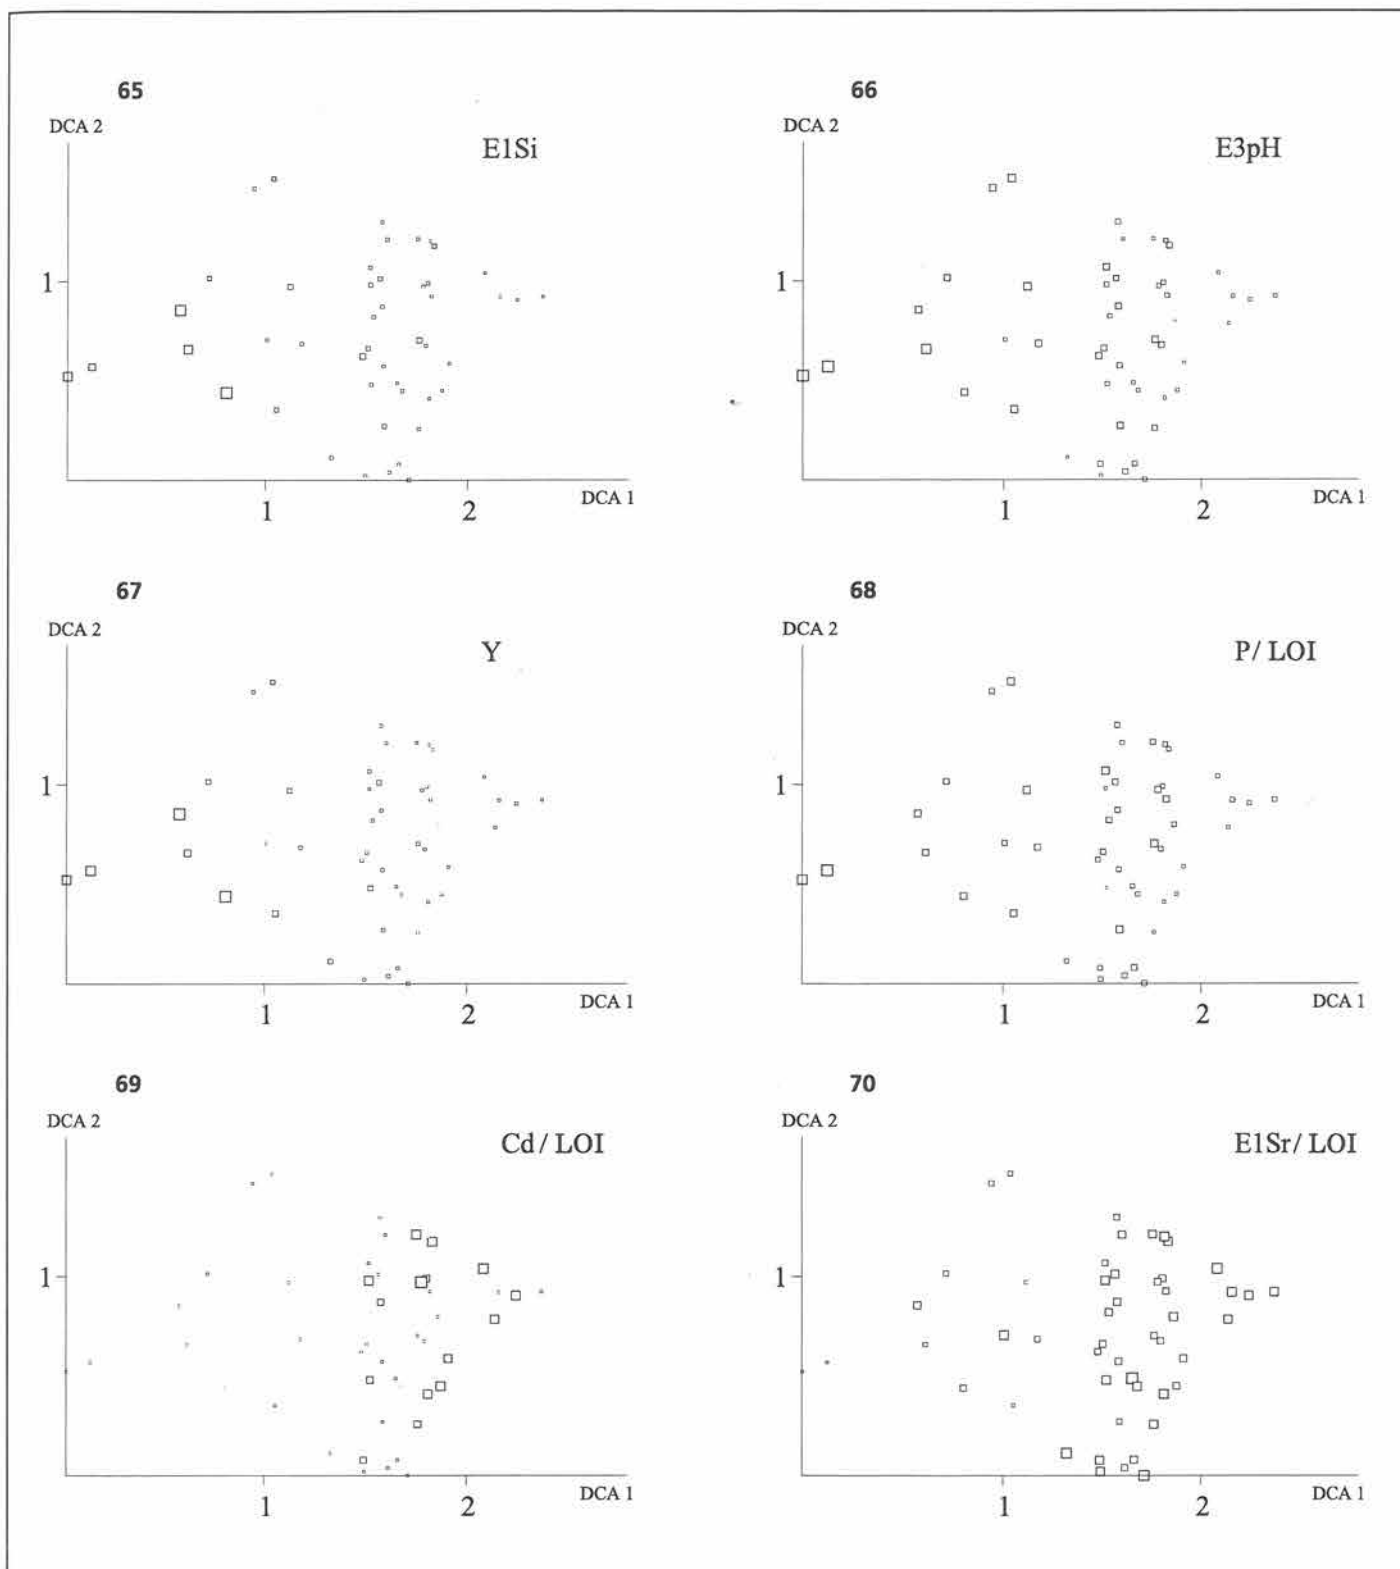 65
DCA 2
E1Si
1
1
2
DCA 1
66
DCA 2
E3pH
1
1
2
DCA 1
67
DCA 2
Y
1
1
2
DCA 1
68
DCA 2
P/ LOI
1
1
2
DCA 1
69
DCA 2
Cd / LOI
1
1
2
DCA 1
70
DCA 2
E1Sr/ LOI
1
1
2
DCA 1